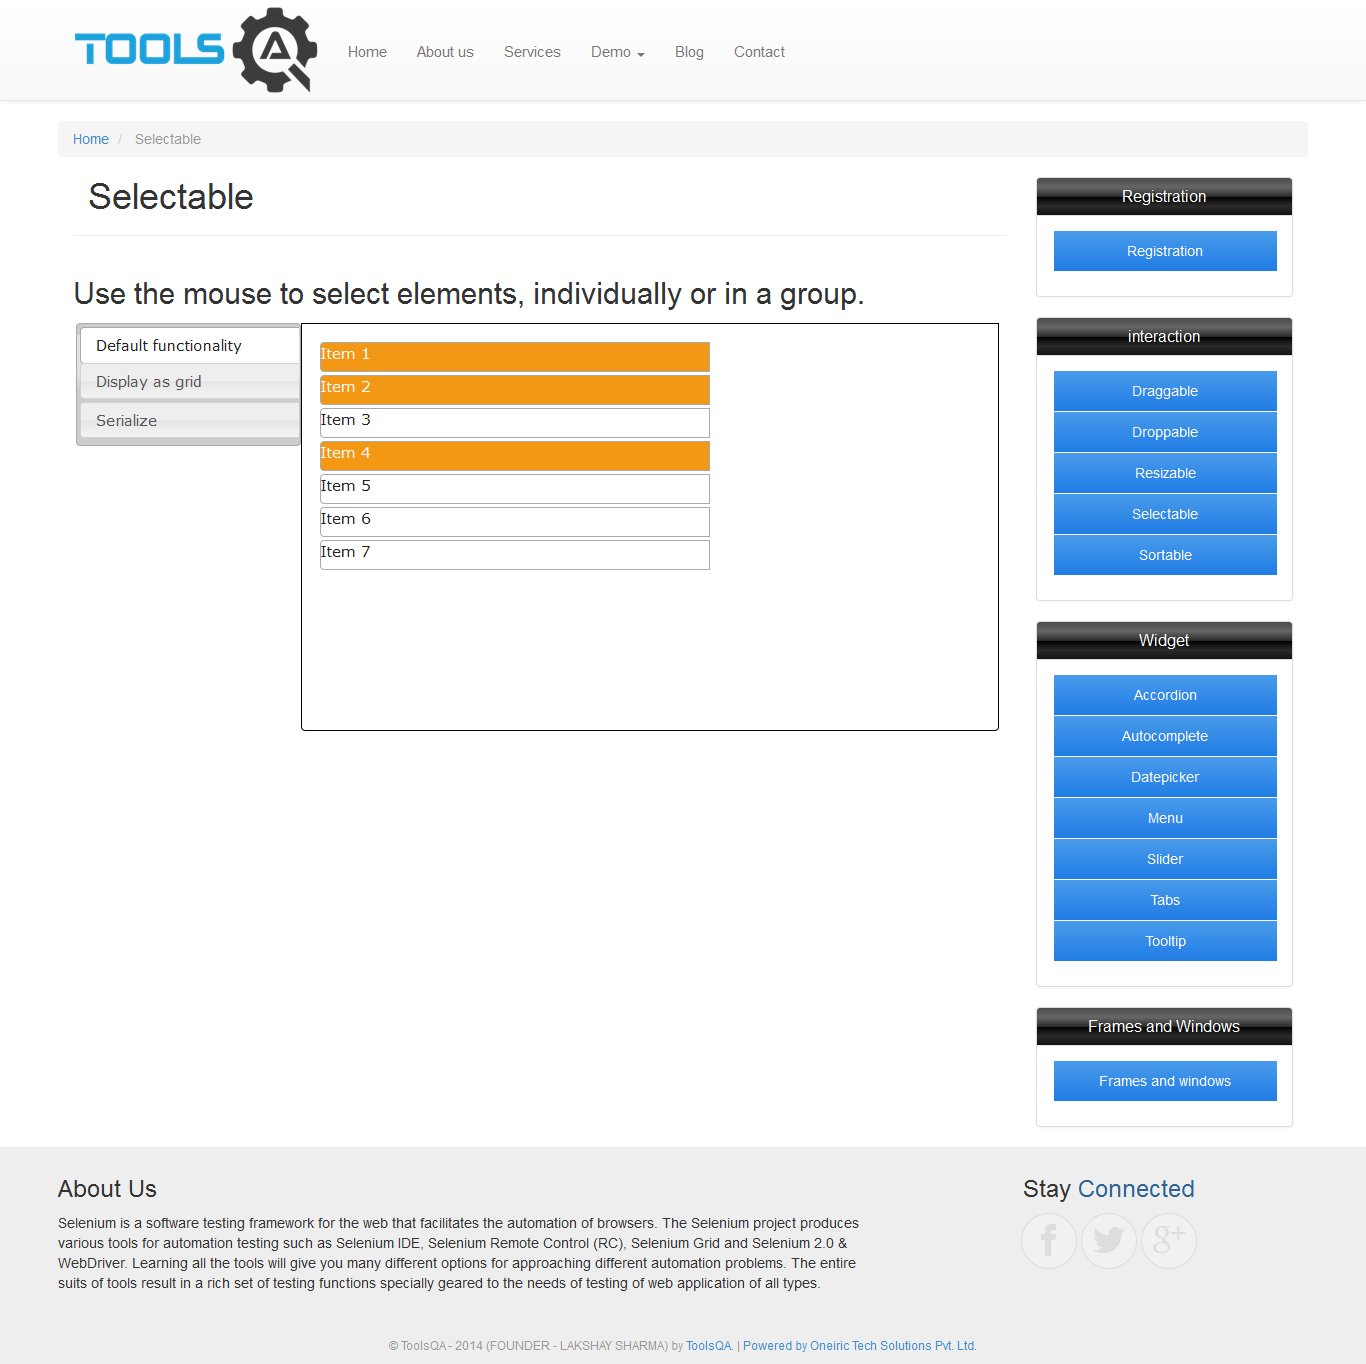 TOOLS QA
Home About us Services Demo Blog Contact
Home / Selectable
Selectable
Use the mouse to select elements, individually or in a group.
Default functionality
Display as grid
Serialize
Item 1
Item 2
Item 3
Item 4
Item 5
Item 6
Item 7
Registration
Registration
interaction
Draggable
Droppable
Resizable
Selectable
Sortable
Widget
Accordion
Autocomplete
Datepicker
Menu
Slider
Tabs
Tooltip
Frames and Windows
Frames and windows
About Us
Selenium is a software testing framework for the web that facilitates the automation of browsers. The Selenium project produces
various tools for automation testing such as Selenium IDE, Selenium Remote Control (RC), Selenium Grid and Selenium 2.0 &
WebDriver. Learning all the tools will give you many different options for approaching different automation problems. The entire
suits of tools result in a rich set of testing functions specially geared to the needs of testing of web application of all types.
Stay Connected
f g+
© ToolsQA - 2014 (FOUNDER - LAKSHAY SHARMA) by ToolsQA. | Powered by Oneiric Tech Solutions Pvt. Ltd.